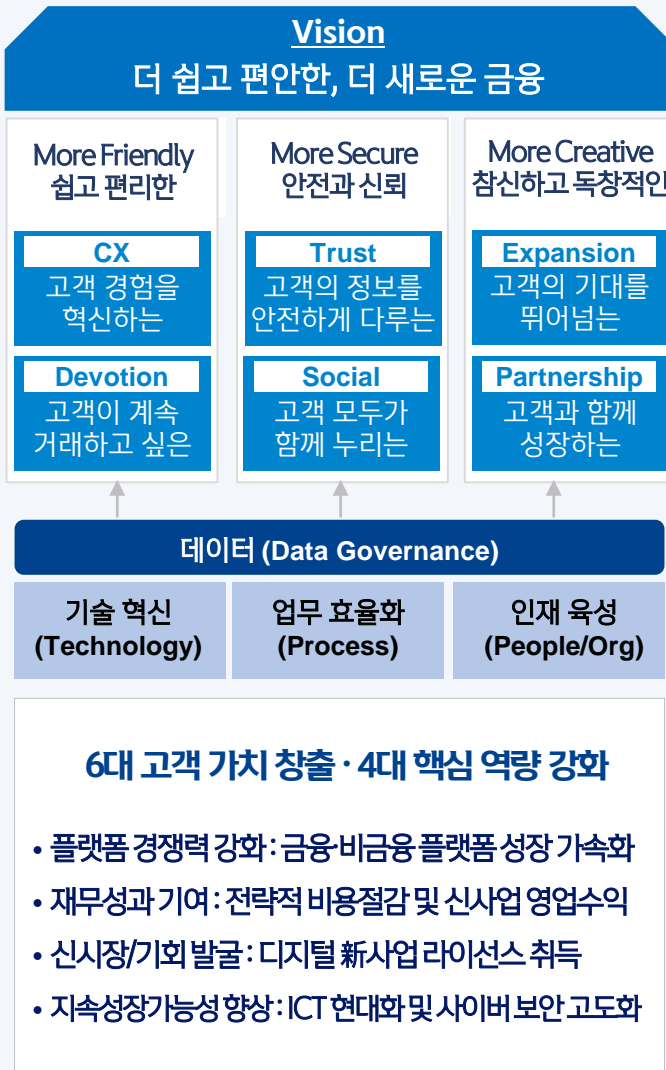 Vision
더 쉽고 편안한, 더 새로운 금융
More Friendly
쉽고 편리한
CX
고객 경험을
혁신하는
Devotion
고객이 계속
거래하고 싶은
More Secure
안전과 신뢰
Trust
고객의 정보를
안전하게 다루는
Social
고객 모두가
함께 누리는
More Creative
참신하고 독창적인
Expansion
고객의 기대를
뛰어넘는
Partnership
고객과 함께
성장하는
데이터 (Data Governance)
기술 혁신
(Technology)
업무 효율화
(Process)
인재 육성
(People/Org)
6대 고객 가치 창출 · 4대 핵심 역량 강화
• 플랫폼 경쟁력 강화 : 금융·비금융 플랫폼 성장 가속화
• 재무성과 기여 : 전략적 비용절감 및 신사업 영업수익
• 신시장/기회 발굴 : 디지털 新사업 라이선스 취득
• 지속성장가능성 향상 : ICT 현대화 및 사이버 보안 고도화